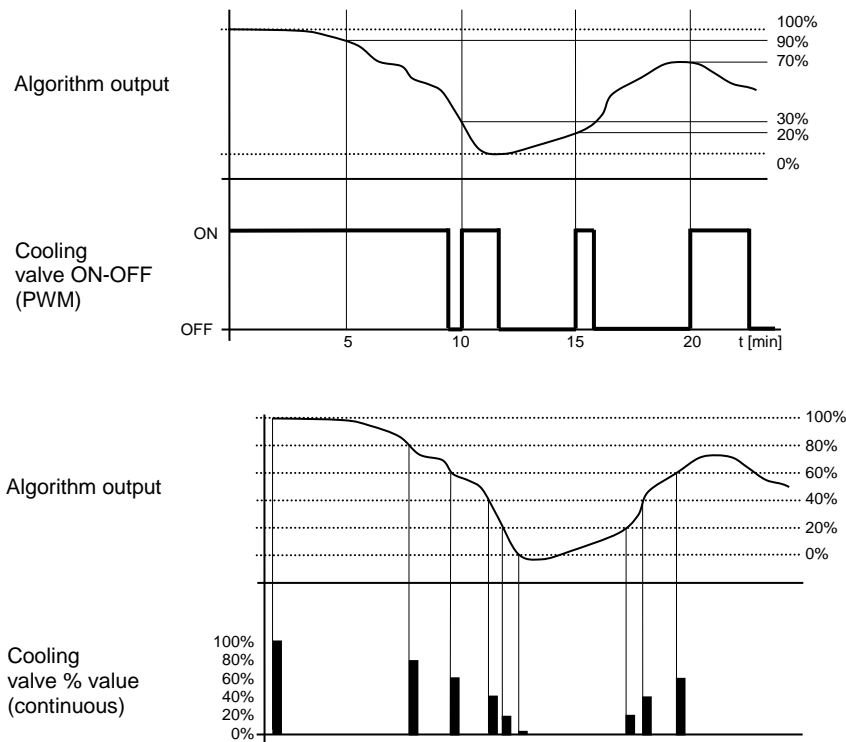 100%
90%
70%
Algorithm output
30%
20%
0%
ON
Cooling
valve ON-OFF
(PWM)
OFF
5 10 15 20 t [min]
100%
80%
60%
Algorithm output
40%
20%
0%
100%
Cooling
80%
valve % value
60%
(continuous)
40%
20%
0%